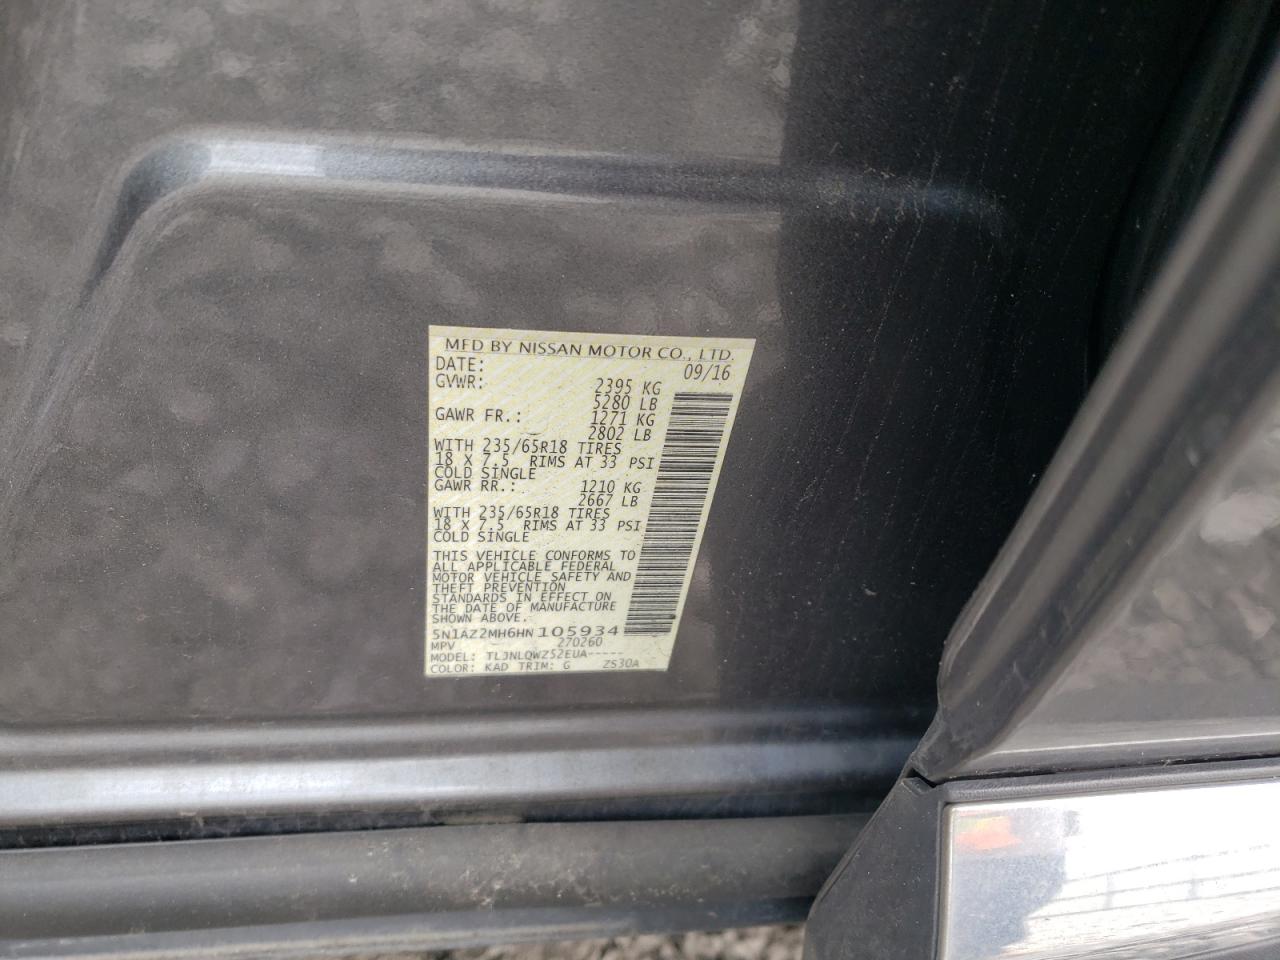 MFD BY NISSAN MOTOR CO., LTD.
DATE: 09/16
GVWR: 2395 KG
5280 LB
GAWR FR.: 1271 KG
2802 LB
WITH 235/65R18 TIRES
18 X 7.5 RIMS AT 33 PSI
COLD SINGLE
GAWR RR.: 1210 KG
2667 LB
WITH 235/65R18 TIRES
18 X 7.5 RIMS AT 33 PSI
COLD SINGLE
THIS VEHICLE CONFORMS TO
ALL APPLICABLE FEDERAL
MOTOR VEHICLE SAFETY AND
THEFT PREVENTION
STANDARDS IN EFFECT ON
THE DATE OF MANUFACTURE
SHOWN ABOVE.
5N1AZ2MH6HN105934
MPV 270260
MODEL: TLJNLQWZ52EUA-----
COLOR: KAD TRIM: G ZS30A